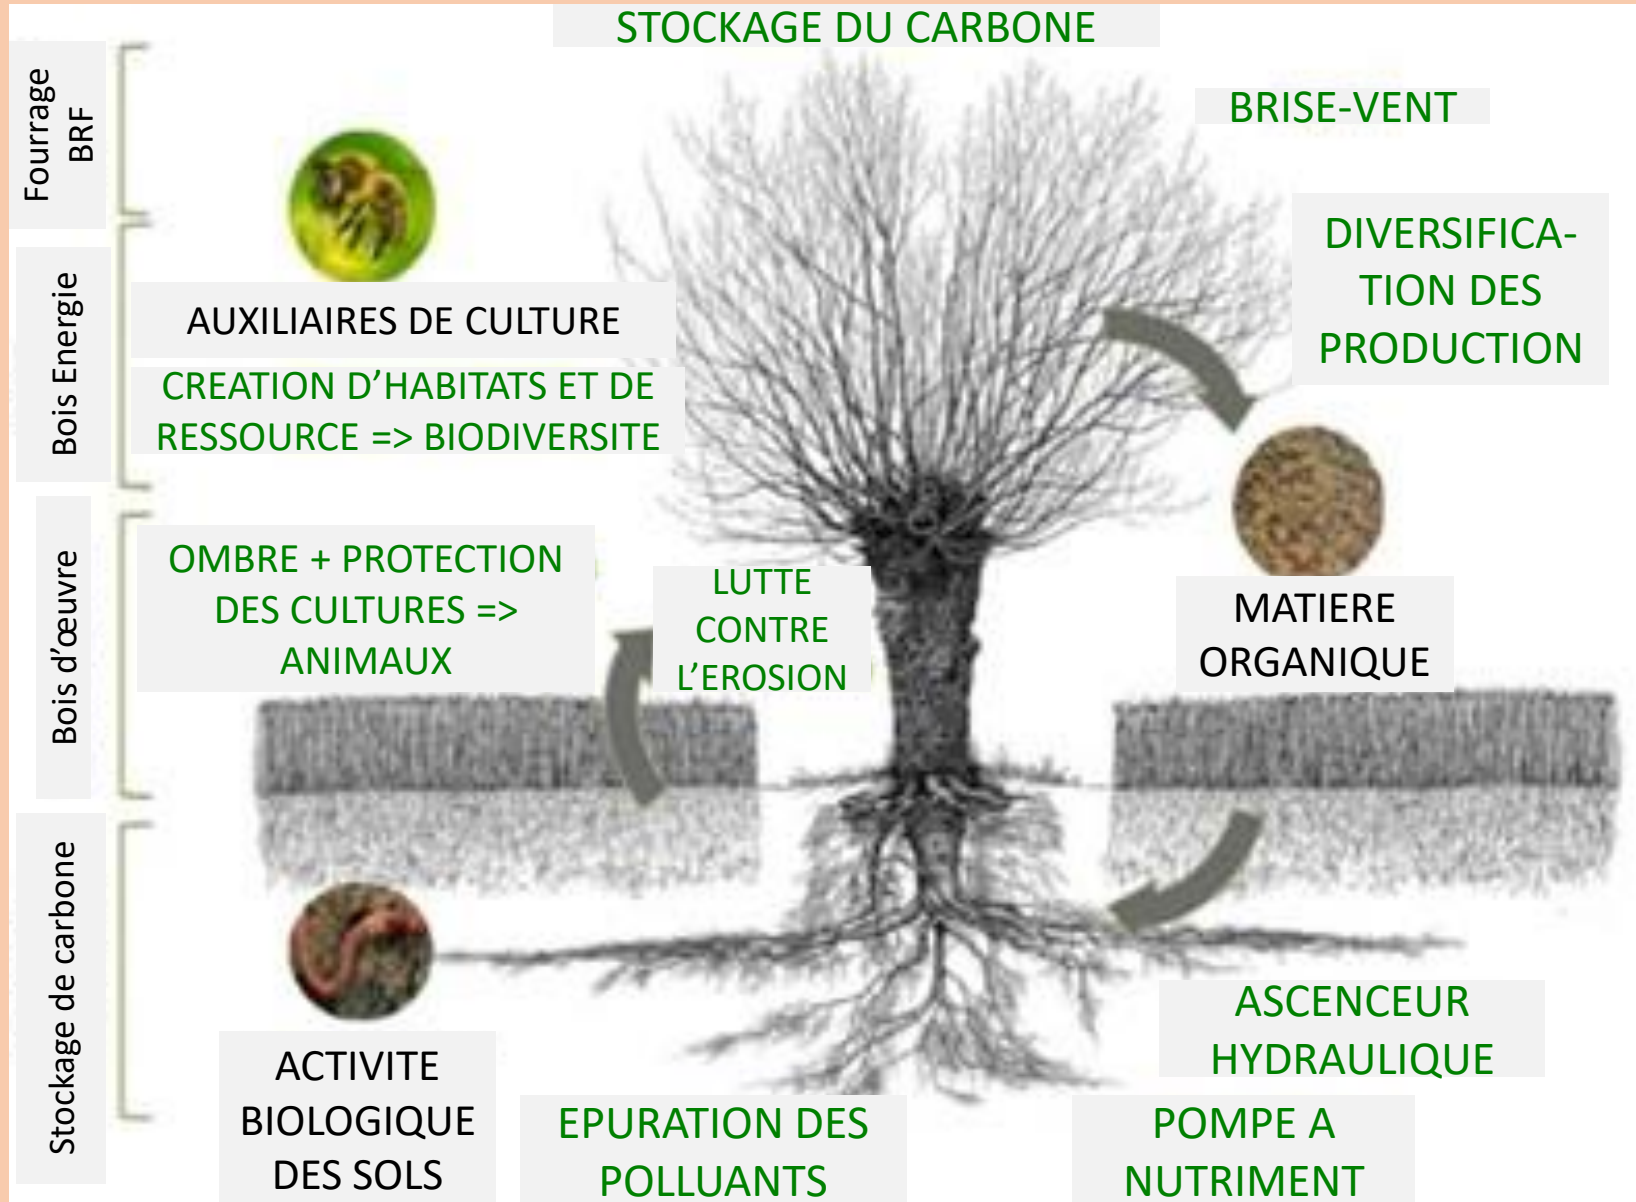 STOCKAGE DU CARBONE
Fourrage
BRF
BRISE-VENT
DIVERSIFICA-
TION DES
PRODUCTION
Bois Energie
AUXILIAIRES DE CULTURE
CREATION D’HABITATS ET DE
RESSOURCE => BIODIVERSITE
Bois d’œuvre
OMBRE + PROTECTION
DES CULTURES =>
ANIMAUX
LUTTE
CONTRE
L’EROSION
MATIERE
ORGANIQUE
Stockage de carbone
ACTIVITE
BIOLOGIQUE
DES SOLS
EPURATION DES
POLLUANTS
ASCENCEUR
HYDRAULIQUE
POMPE A
NUTRIMENT